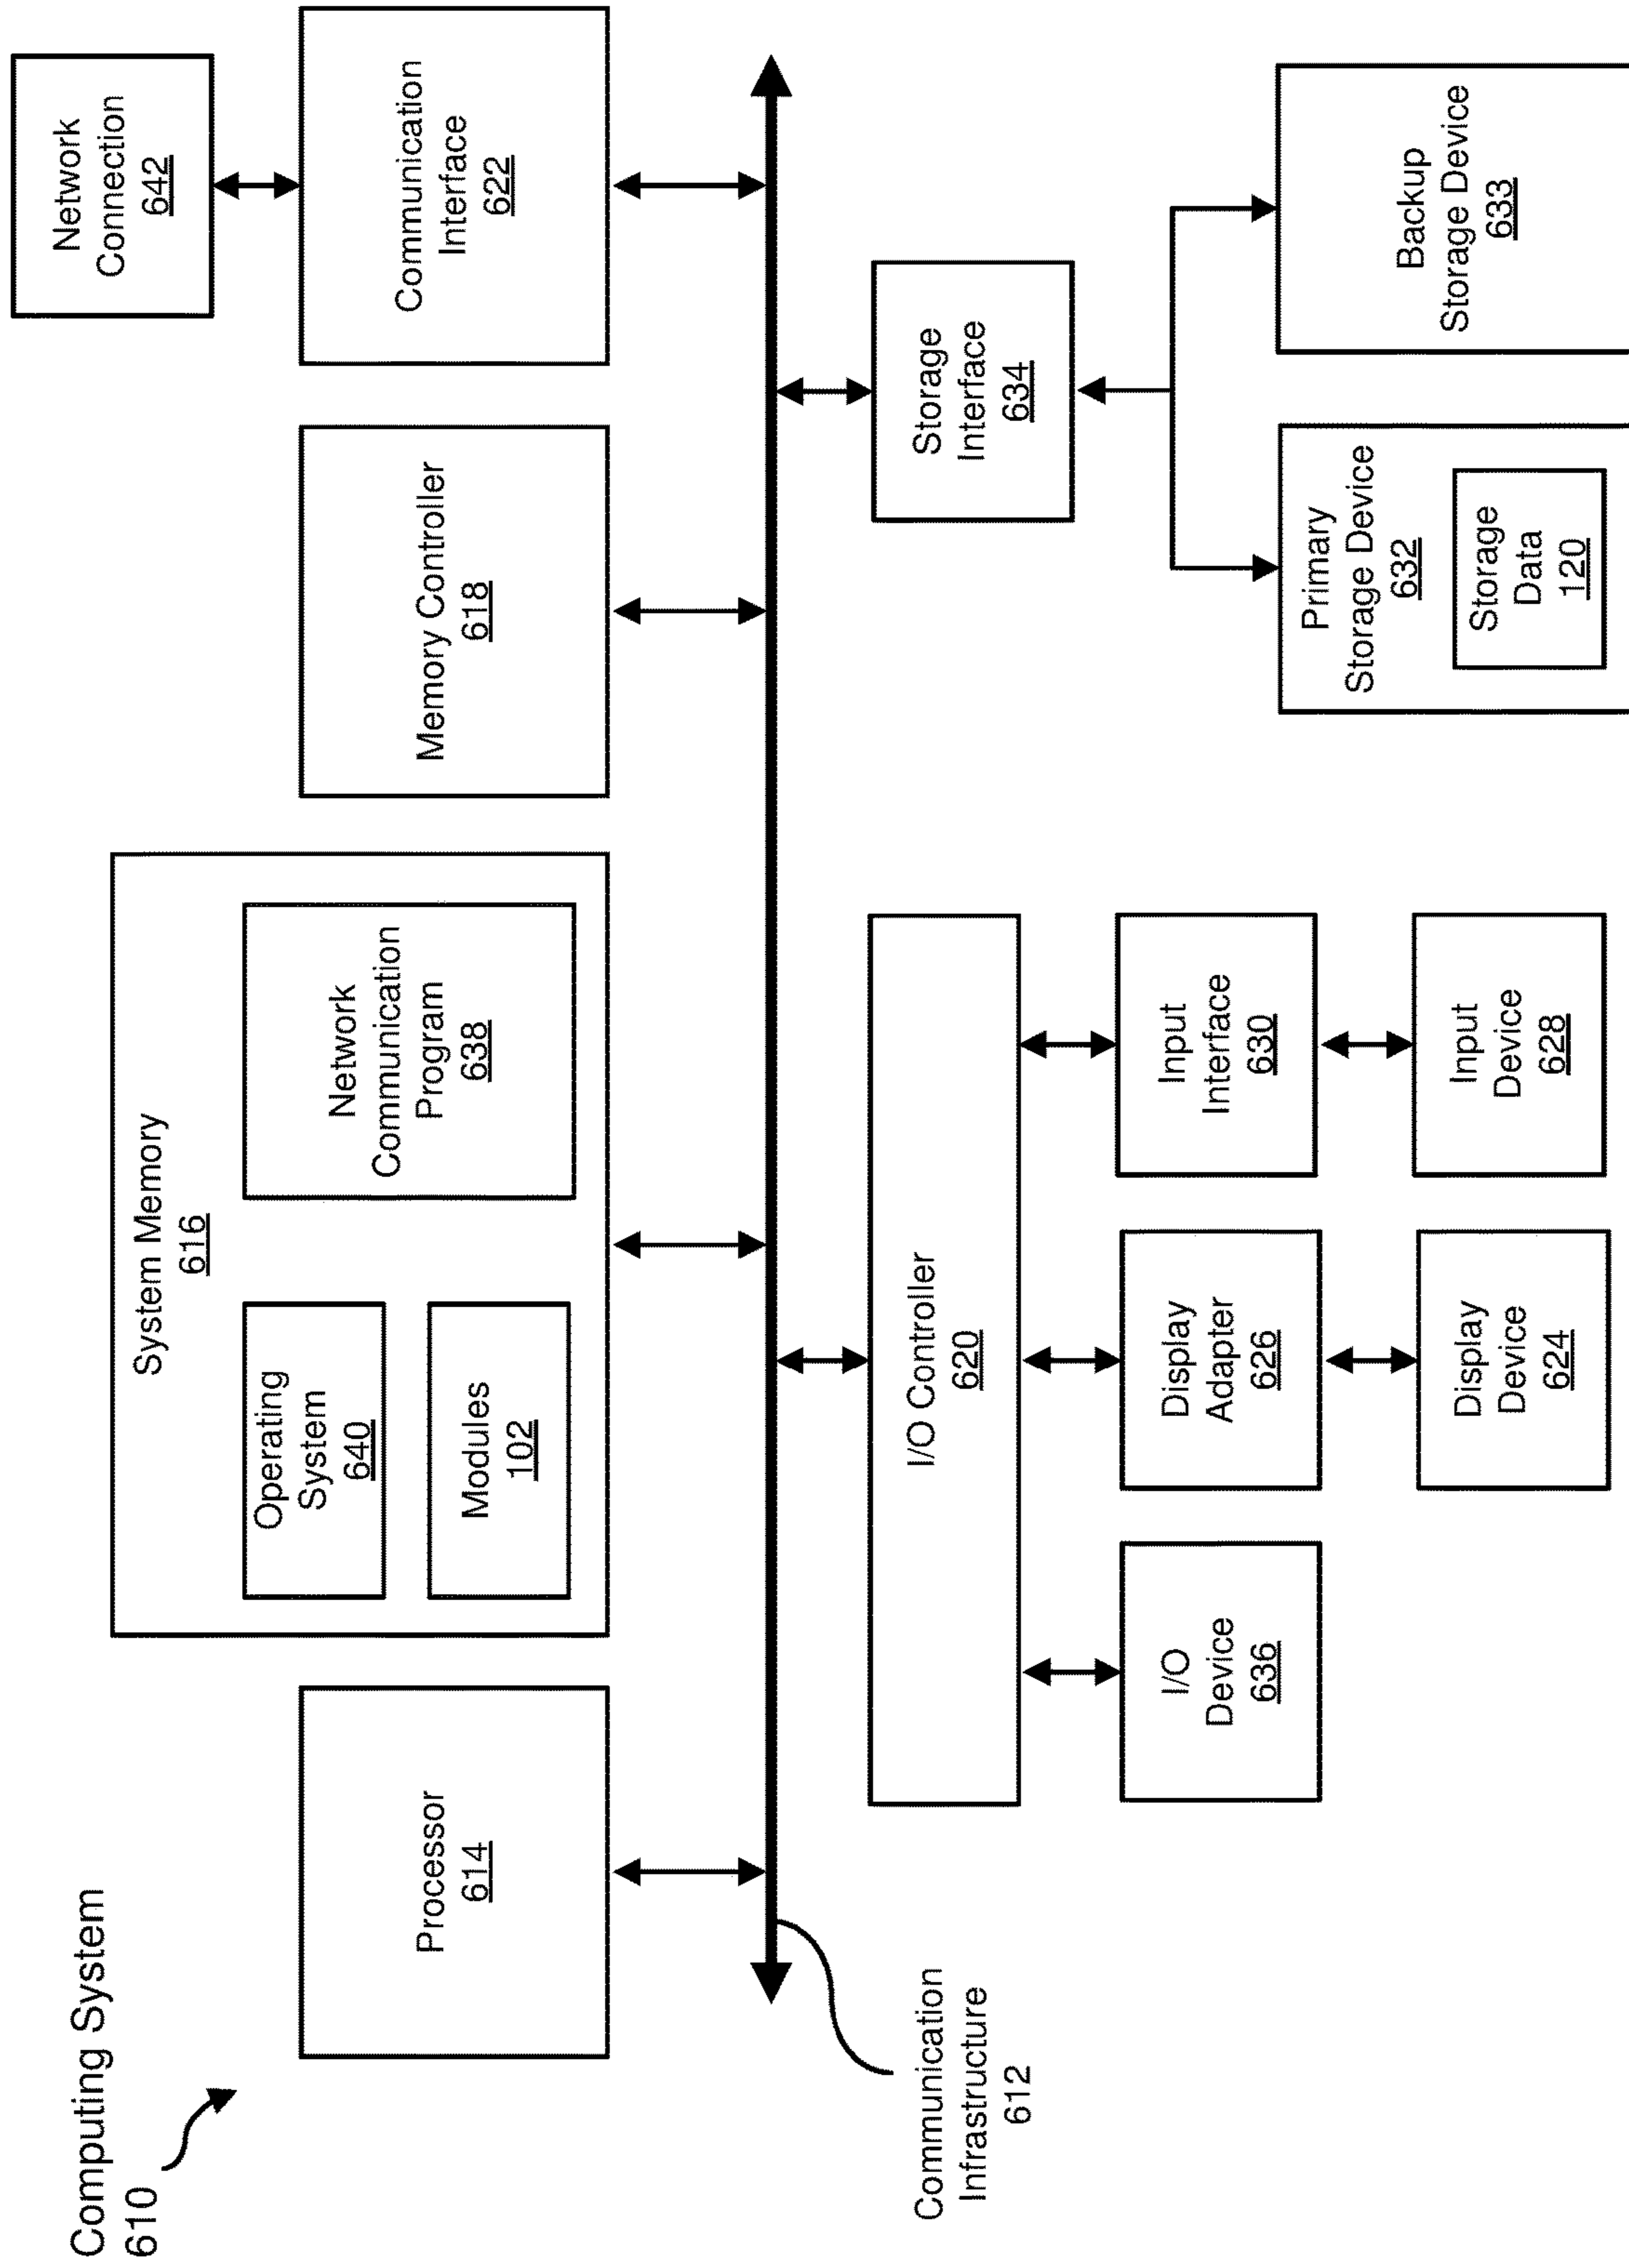 Computing System
610
Processor
614
System Memory
616
Operating
System
640
Modules
102
Network
Communication
Program
638
Memory Controller
618
Communication
Interface
622
Network
Connection
642
Communication
Infrastructure
612
I/O Controller
620
I/O
Device
636
Display
Adapter
626
Display
Device
624
Input
Interface
630
Input
Device
628
Storage
Interface
634
Primary
Storage Device
632
Storage
Data
120
Backup
Storage Device
633